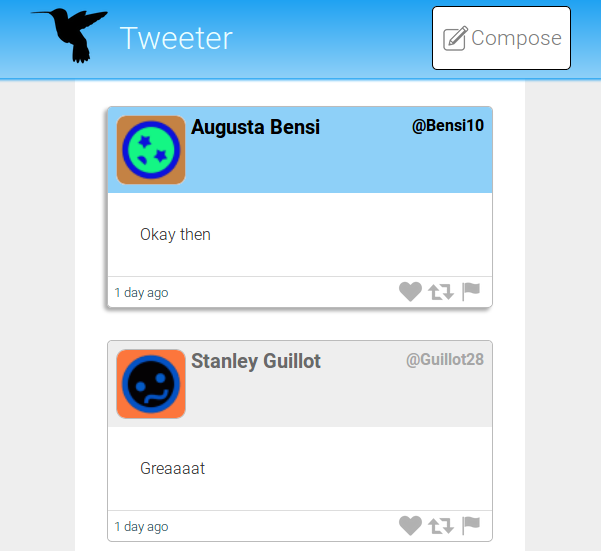 Tweeter
Compose
Augusta Bensi @Bensi10
Okay then
1 day ago
Stanley Guillot @Guillot28
Greaaaat
1 day ago